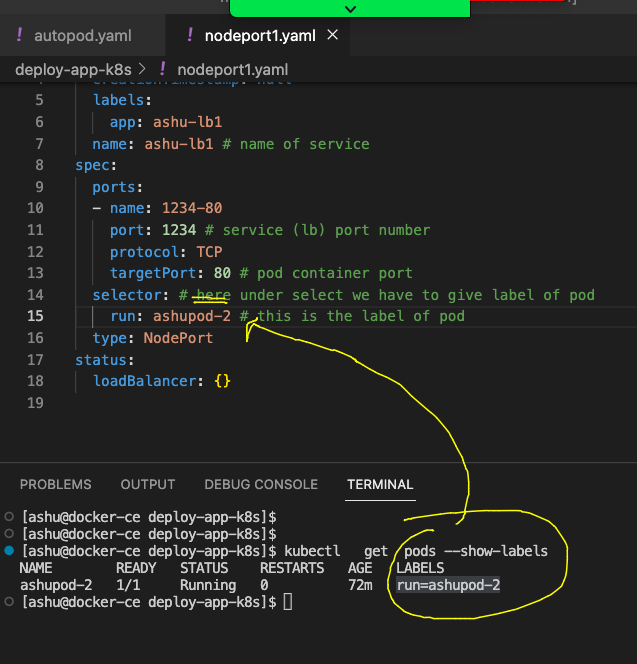 ]
! autopod.yaml
! nodeport1.yaml ×
deploy-app-k8s > ! nodeport1.yaml
4 creationTimestamp: null
5 labels:
6 app: ashu-lb1
7 name: ashu-lb1 # name of service
8 spec:
9 ports:
10 - name: 1234-80
11 port: 1234 # service (lb) port number
12 protocol: TCP
13 targetPort: 80 # pod container port
14 selector: # here under select we have to give label of pod
15 run: ashupod-2 # this is the label of pod
16 type: NodePort
17 status:
18 loadBalancer: {}
19
PROBLEMS OUTPUT DEBUG CONSOLE TERMINAL
[ashu@docker-ce deploy-app-k8s]$
[ashu@docker-ce deploy-app-k8s]$
[ashu@docker-ce deploy-app-k8s]$ kubectl get pods --show-labels
NAME READY STATUS RESTARTS AGE LABELS
ashupod-2 1/1 Running 0 72m run=ashupod-2
[ashu@docker-ce deploy-app-k8s]$